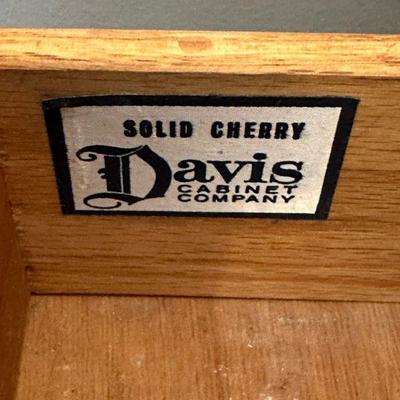 SOLID CHERRY
Davis
CABINET
COMPANY